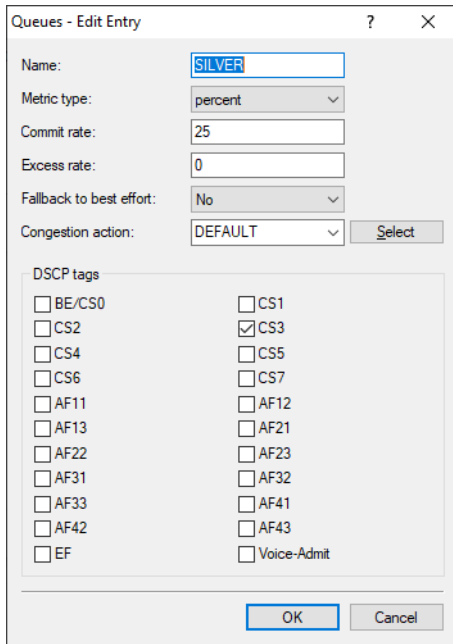 Queues - Edit Entry ? ×
Name: SILVER
Metric type: percent
Commit rate: 25
Excess rate: 0
Fallback to best effort: No
Congestion action: DEFAULT Select
DSCP tags
BE/CS0 CS1
CS2 CS3
CS4 CS5
CS6 CS7
AF11 AF12
AF13 AF21
AF22 AF23
AF31 AF32
AF33 AF41
AF42 AF43
EF Voice-Admit
OK Cancel